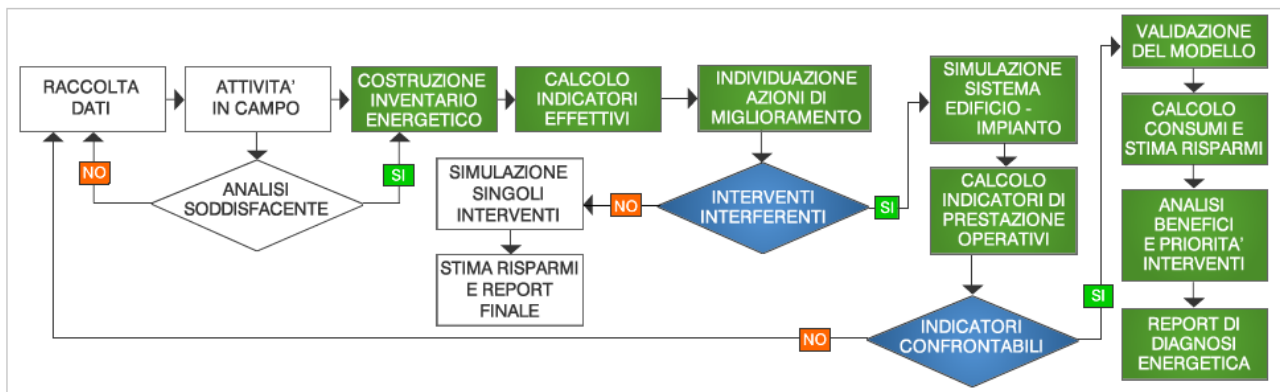 RACCOLTA
DATI
ATTIVITA'
IN CAMPO
NO
ANALISI
SODDISFACENTE
SI
COSTRUZIONE
INVENTARIO
ENERGETICO
CALCOLO
INDICATORI
EFFETTIVI
INDIVIDUAZIONE
AZIONI DI
MIGLIORAMENTO
INTERVENTI
INTERFERENTI
NO
SIMULAZIONE
SINGOLI
INTERVENTI
STIMA RISPARMI
E REPORT
FINALE
SI
SIMULAZIONE
SISTEMA
EDIFICIO -
IMPIANTO
CALCOLO
INDICATORI DI
PRESTAZIONE
OPERATIVI
INDICATORI
CONFRONTABILI
NO
SI
VALIDAZIONE
DEL MODELLO
CALCOLO
CONSUMI E
STIMA RISPARMI
ANALISI
BENEFICI
E PRIORITA'
INTERVENTI
REPORT DI
DIAGNOSI
ENERGETICA